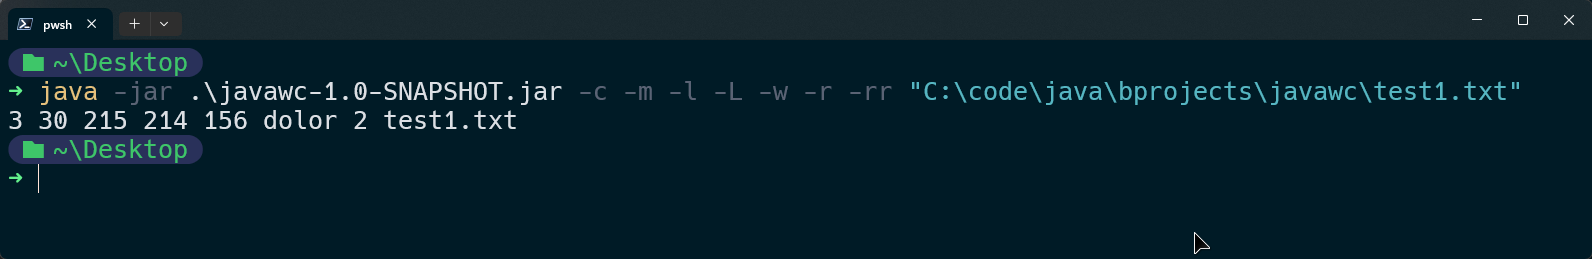 pwsh
~\Desktop
➜ java -jar .\javawc-1.0-SNAPSHOT.jar -c -m -l -L -w -r -rr "C:\code\java\bprojects\javawc\test1.txt"
3 30 215 214 156 dolor 2 test1.txt
~\Desktop
➜